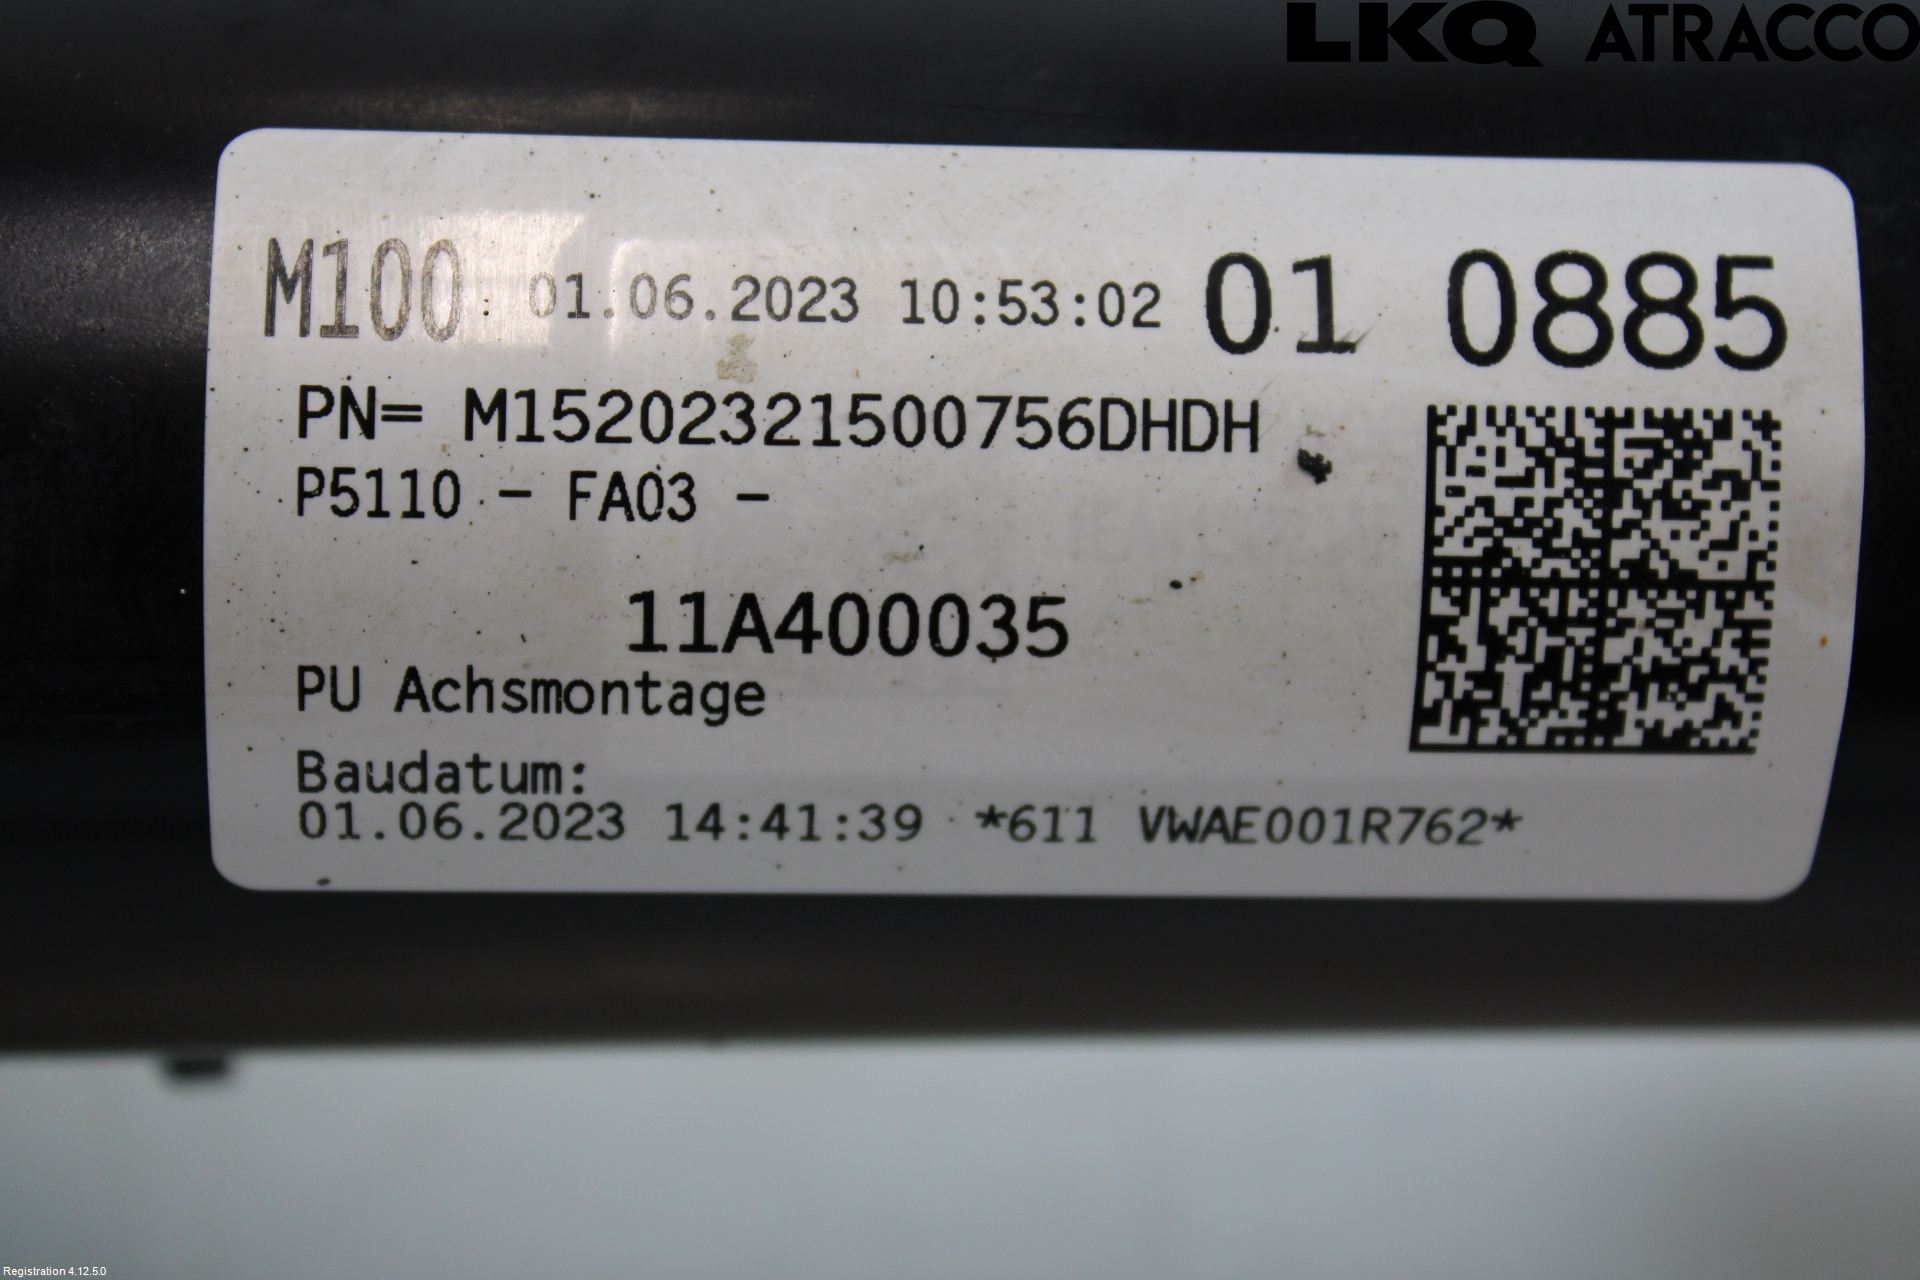 LKQ ATRACCO
M100 01.06.2023 10:53:02 01 0885
PN= M15202321500756DHDH
P5110 - FA03 -
11A400035
PU Achsmontage
Baudatum:
01.06.2023 14:41:39 *611 VWAE001R762*
Registration 4.12.5.0